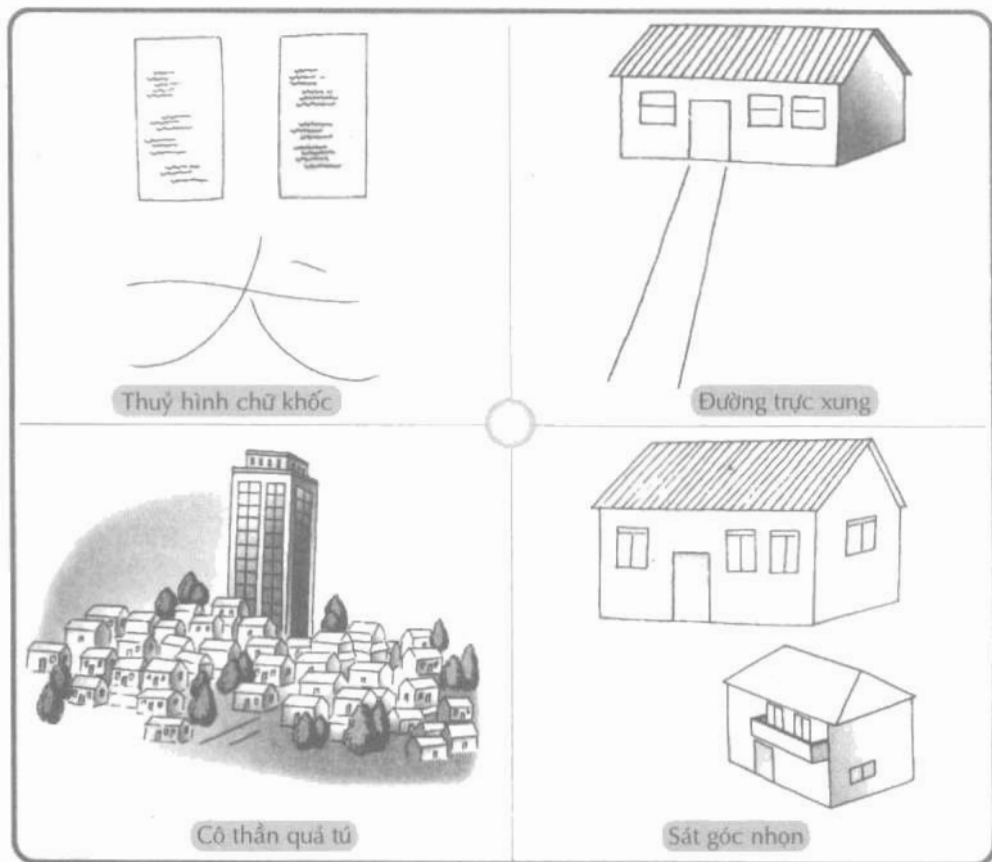 Thuỷ hình chữ khốc
Đường trực xung
Cô thần quả tú
Sát góc nhọn